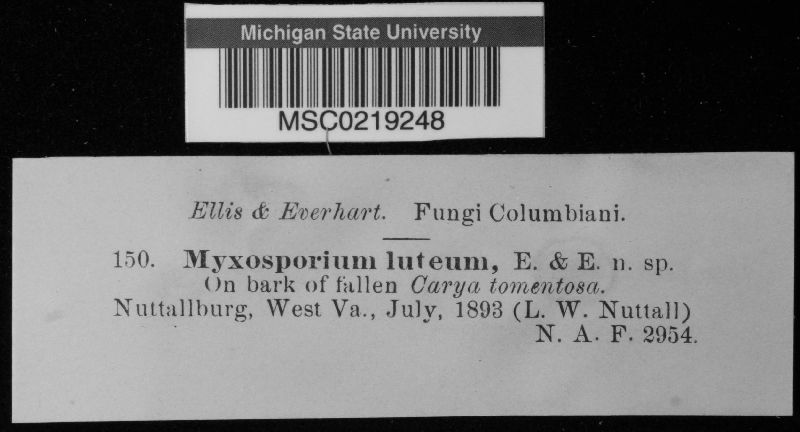 Michigan State University
MSC0219248
Ellis & Everhart. Fungi Columbiani.
150. Myxosporium luteum, E. & E. n. sp.
On bark of fallen Carya tomentosa.
Nuttallburg, West Va., July, 1893 (L. W. Nuttall)
N. A. F. 2954.